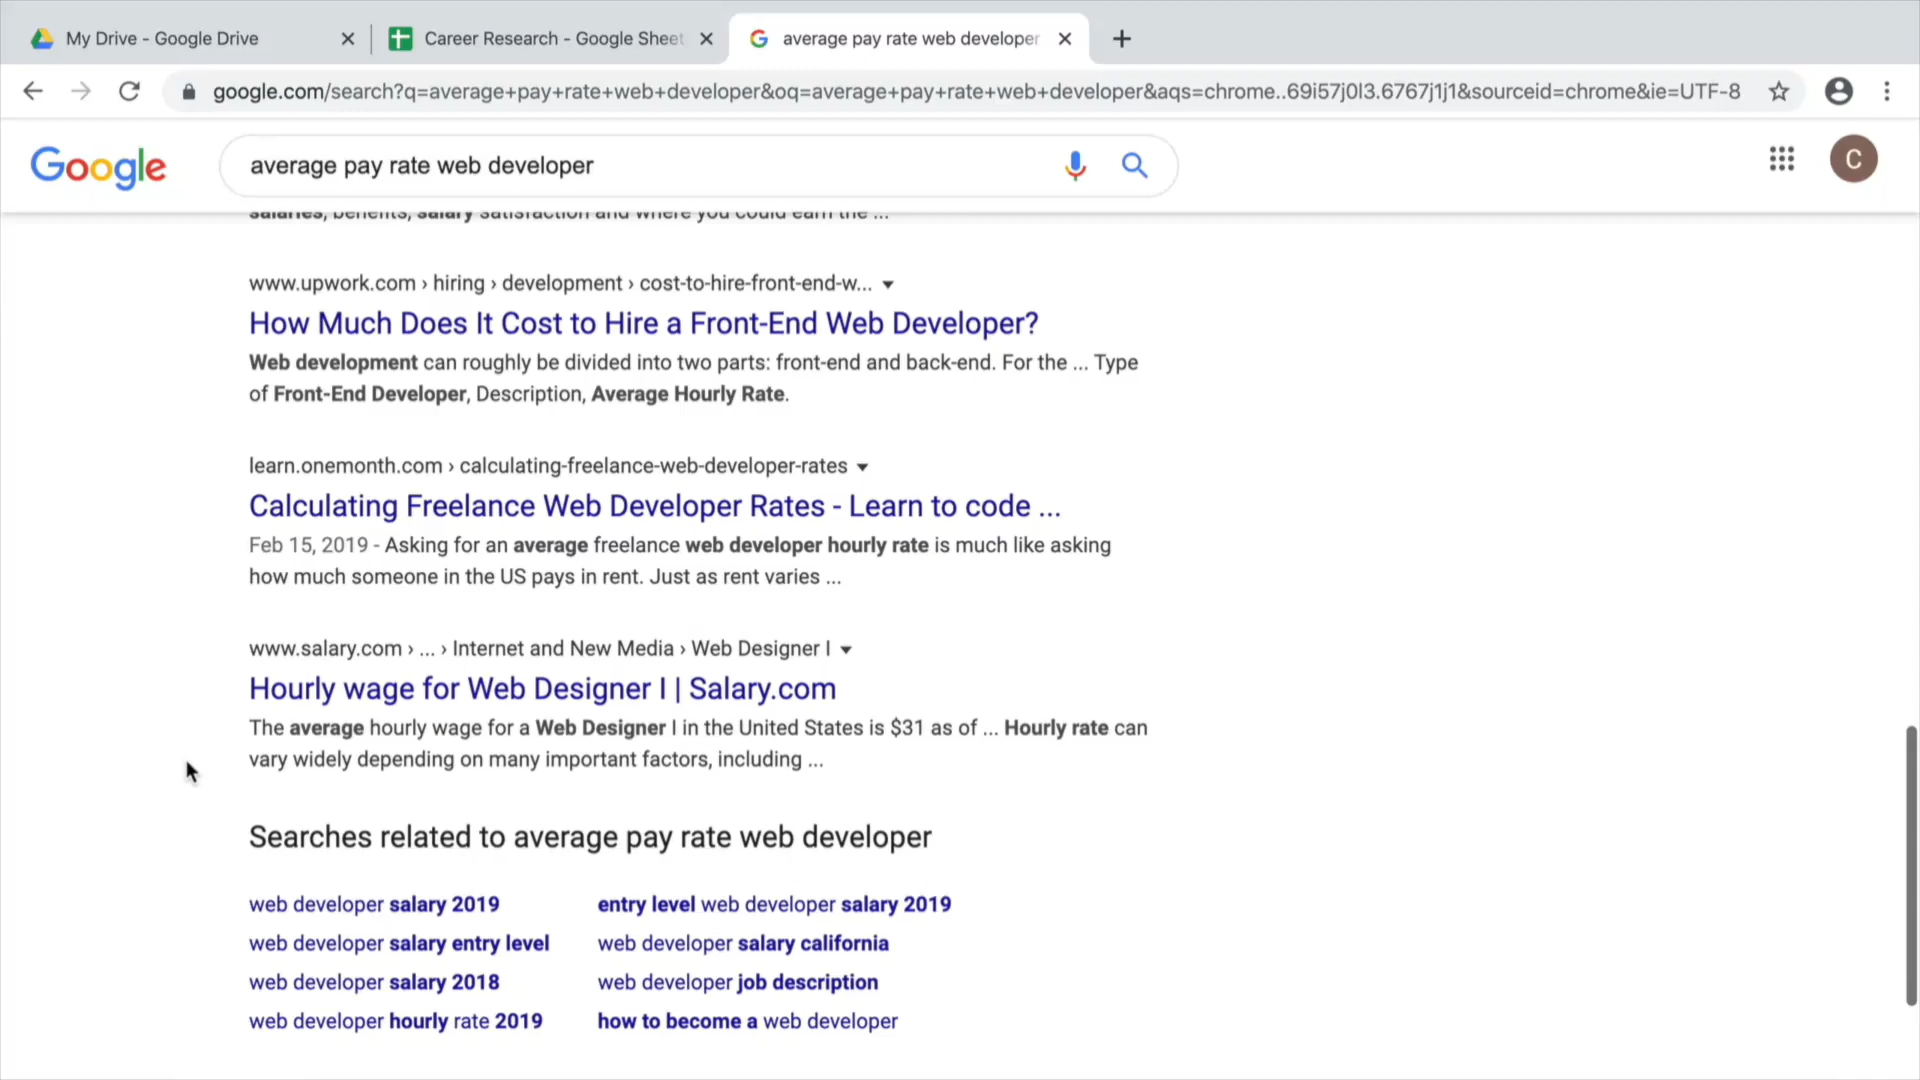 My Drive - Google Drive
Career Research - Google Sheet
average pay rate web developer
google.com/search?q=average+pay+rate+web+developer&oq=average+pay+rate+web+developer&aqs=chrome..69i57j0l3.6767j1j1&sourceid=chrome&ie=UTF-8
Google
average pay rate web developer
C
salaries, benefits, salary satisfaction and where you could earn the ...
www.upwork.com › hiring › development › cost-to-hire-front-end-w...
How Much Does It Cost to Hire a Front-End Web Developer?
Web development can roughly be divided into two parts: front-end and back-end. For the ... Type
of Front-End Developer, Description, Average Hourly Rate.
learn.onemonth.com › calculating-freelance-web-developer-rates
Calculating Freelance Web Developer Rates - Learn to code ...
Feb 15, 2019 - Asking for an average freelance web developer hourly rate is much like asking
how much someone in the US pays in rent. Just as rent varies ...
www.salary.com › ... › Internet and New Media › Web Designer I
Hourly wage for Web Designer I | Salary.com
The average hourly wage for a Web Designer I in the United States is $31 as of ... Hourly rate can
vary widely depending on many important factors, including ...
Searches related to average pay rate web developer
web developer salary 2019
entry level web developer salary 2019
web developer salary entry level
web developer salary california
web developer salary 2018
web developer job description
web developer hourly rate 2019
how to become a web developer